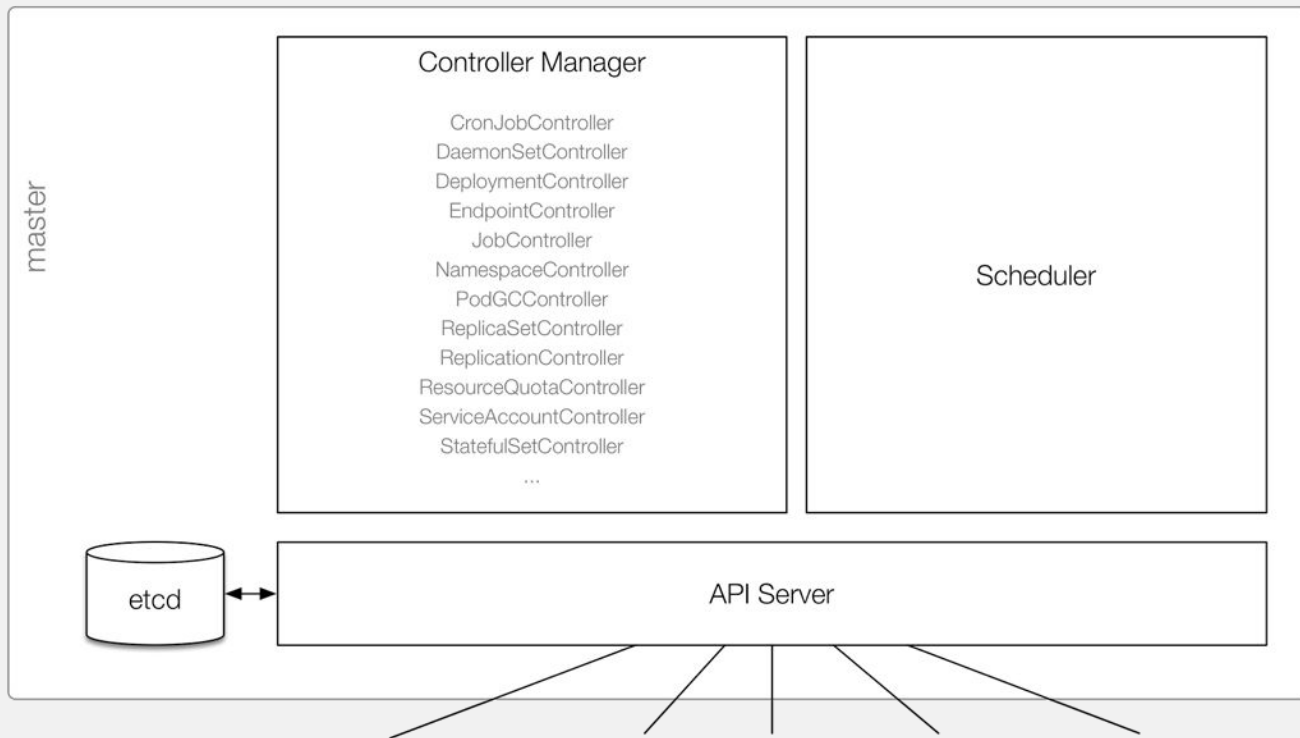 master
Controller Manager
CronJobController
DaemonSetController
DeploymentController
EndpointController
JobController
NamespaceController
PodGCController
ReplicaSetController
ReplicationController
ResourceQuotaController
ServiceAccountController
StatefulSetController
...
Scheduler
etcd
API Server